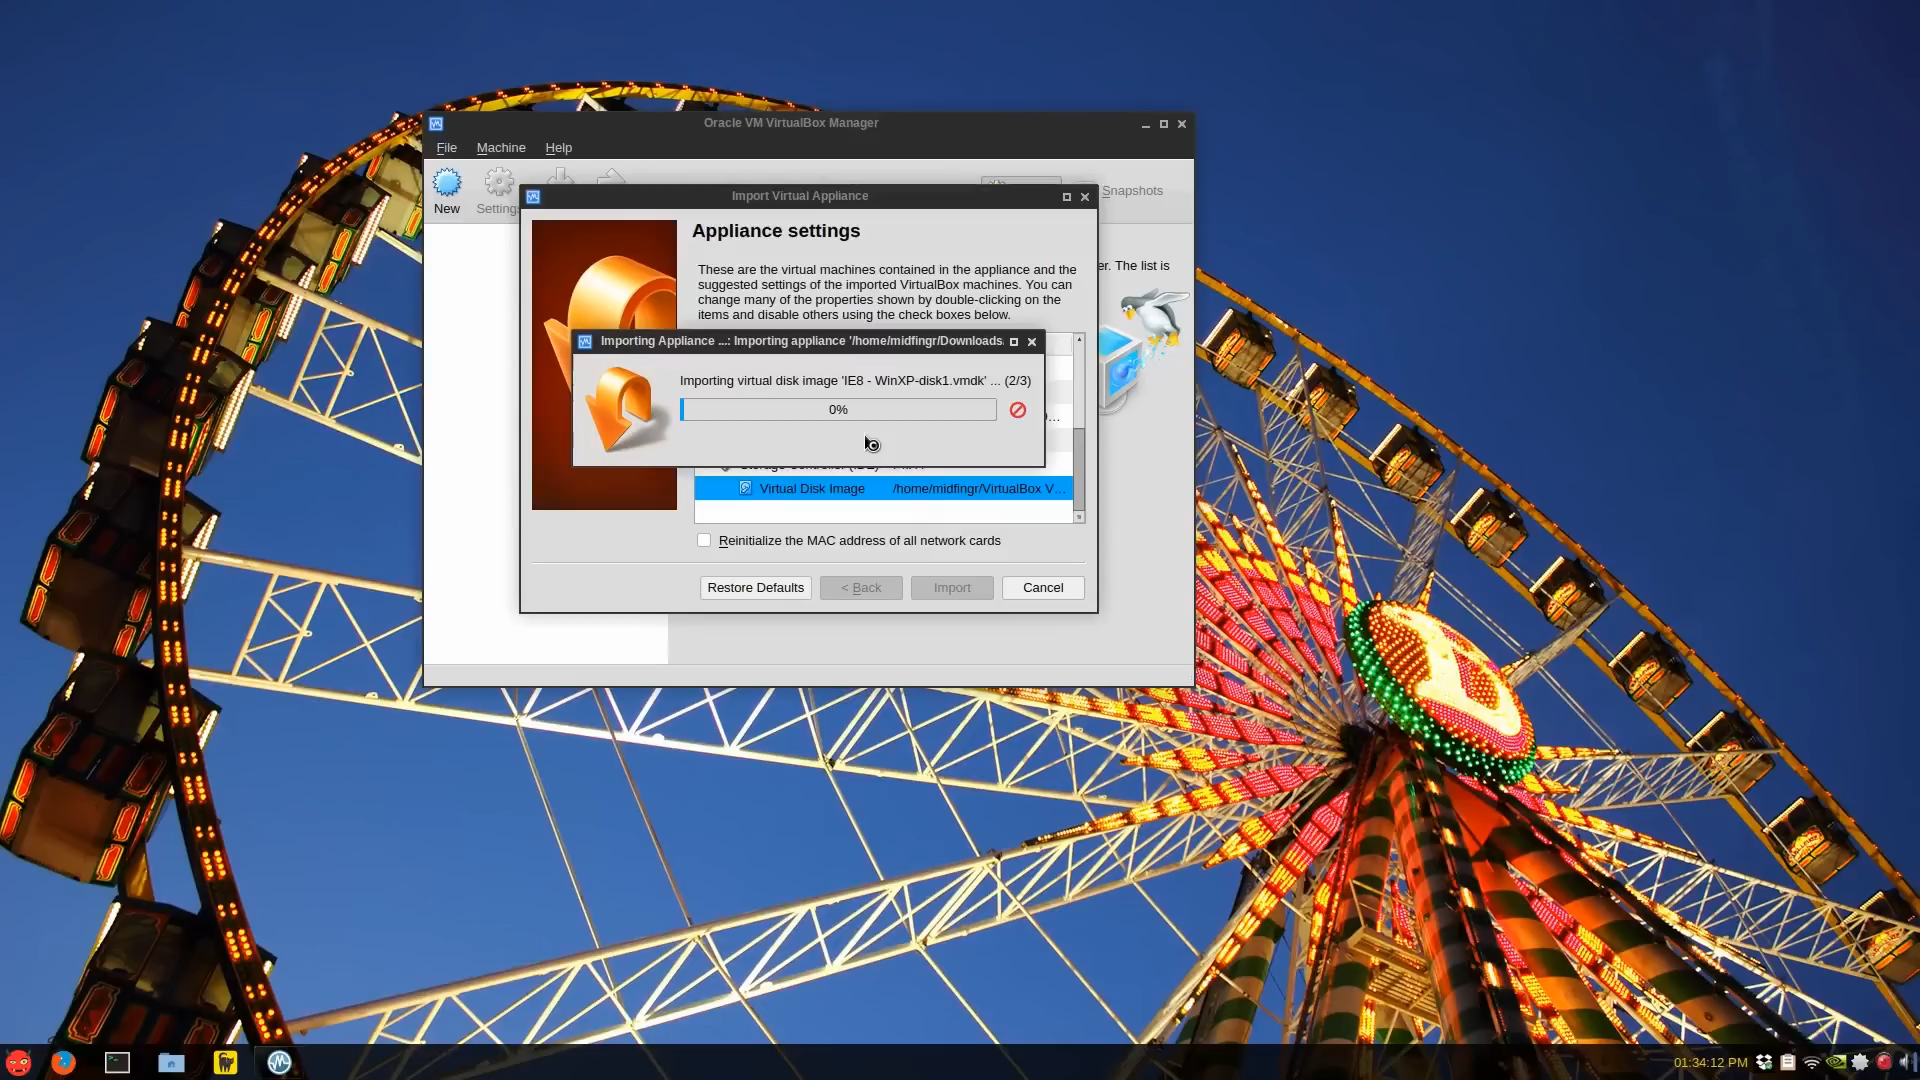 Oracle VM VirtualBox Manager
File Machine Help
New
Snapshots
Import Virtual Appliance
Appliance settings
er. The list is
These are the virtual machines contained in the appliance and the
suggested settings of the imported VirtualBox machines. You can
change many of the properties shown by double-clicking on the
items and disable others using the check boxes below.
Importing Appliance ...: Importing appliance '/home/midfingr/Downloads
Importing virtual disk image 'IE8 - WinXP-disk1.vmdk' ... (2/3)
0%
Virtual Disk Image /home/midfingr/VirtualBox V...
Reinitialize the MAC address of all network cards
Restore Defaults < Back Import Cancel
01:34:12 PM